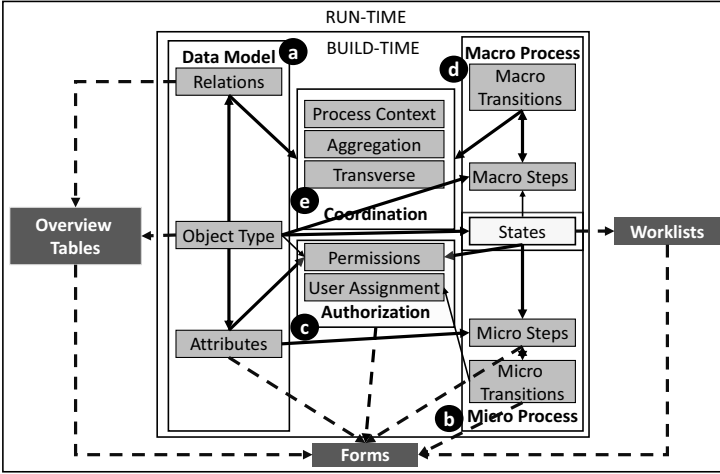 RUN-TIME
BUILD-TIME
a
Data Model
Relations
Object Type
Attributes
Process Context
Aggregation
Transverse
e
Coordination
Permissions
User Assignment
Authorization
c
d
Macro Process
Macro
Transitions
Macro Steps
States
Micro Steps
Micro
Transitions
b
Micro Process
Overview
Tables
Worklists
Forms